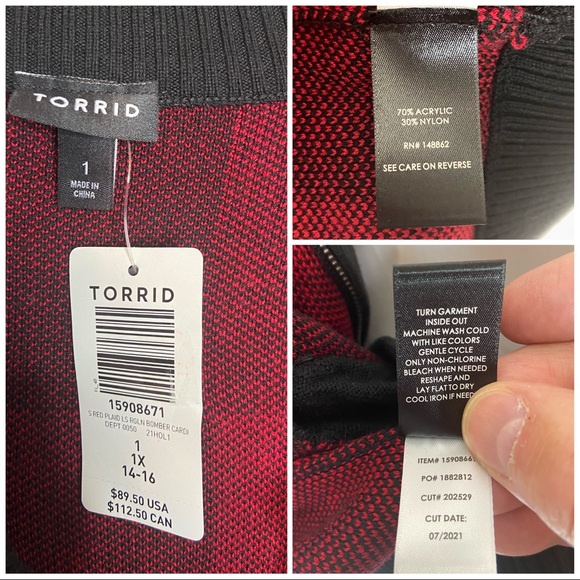 TORRID
1
MADE IN
CHINA
TORRID
15908671
S RED PLAID LS RGLN BOMBER CARDI
DEPT 0050 21HOL1
1
1X
14-16
$89.50 USA
$112.50 CAN
70% ACRYLIC
30% NYLON
RN# 148862
SEE CARE ON REVERSE
TURN GARMENT
INSIDE OUT
MACHINE WASH COLD
WITH LIKE COLORS
GENTLE CYCLE
ONLY NON-CHLORINE
BLEACH WHEN NEEDED
RESHAPE AND
LAY FLAT TO DRY
COOL IRON IF
ITEM# 1590866
PO# 1882812
CUT# 202529
CUT DATE:
07/2021